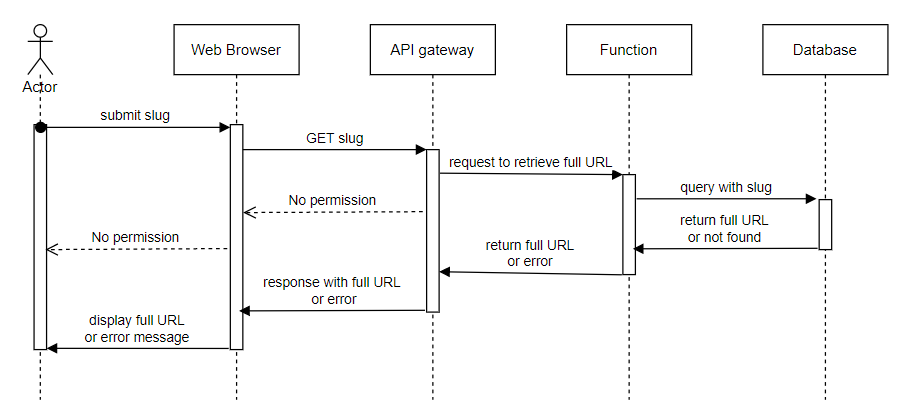 Web Browser
API gateway
Function
Database
Actor
submit slug
GET slug
request to retrieve full URL
query with slug
No permission
return full URL
or not found
No permission
return full URL
or error
response with full URL
or error
display full URL
or error message